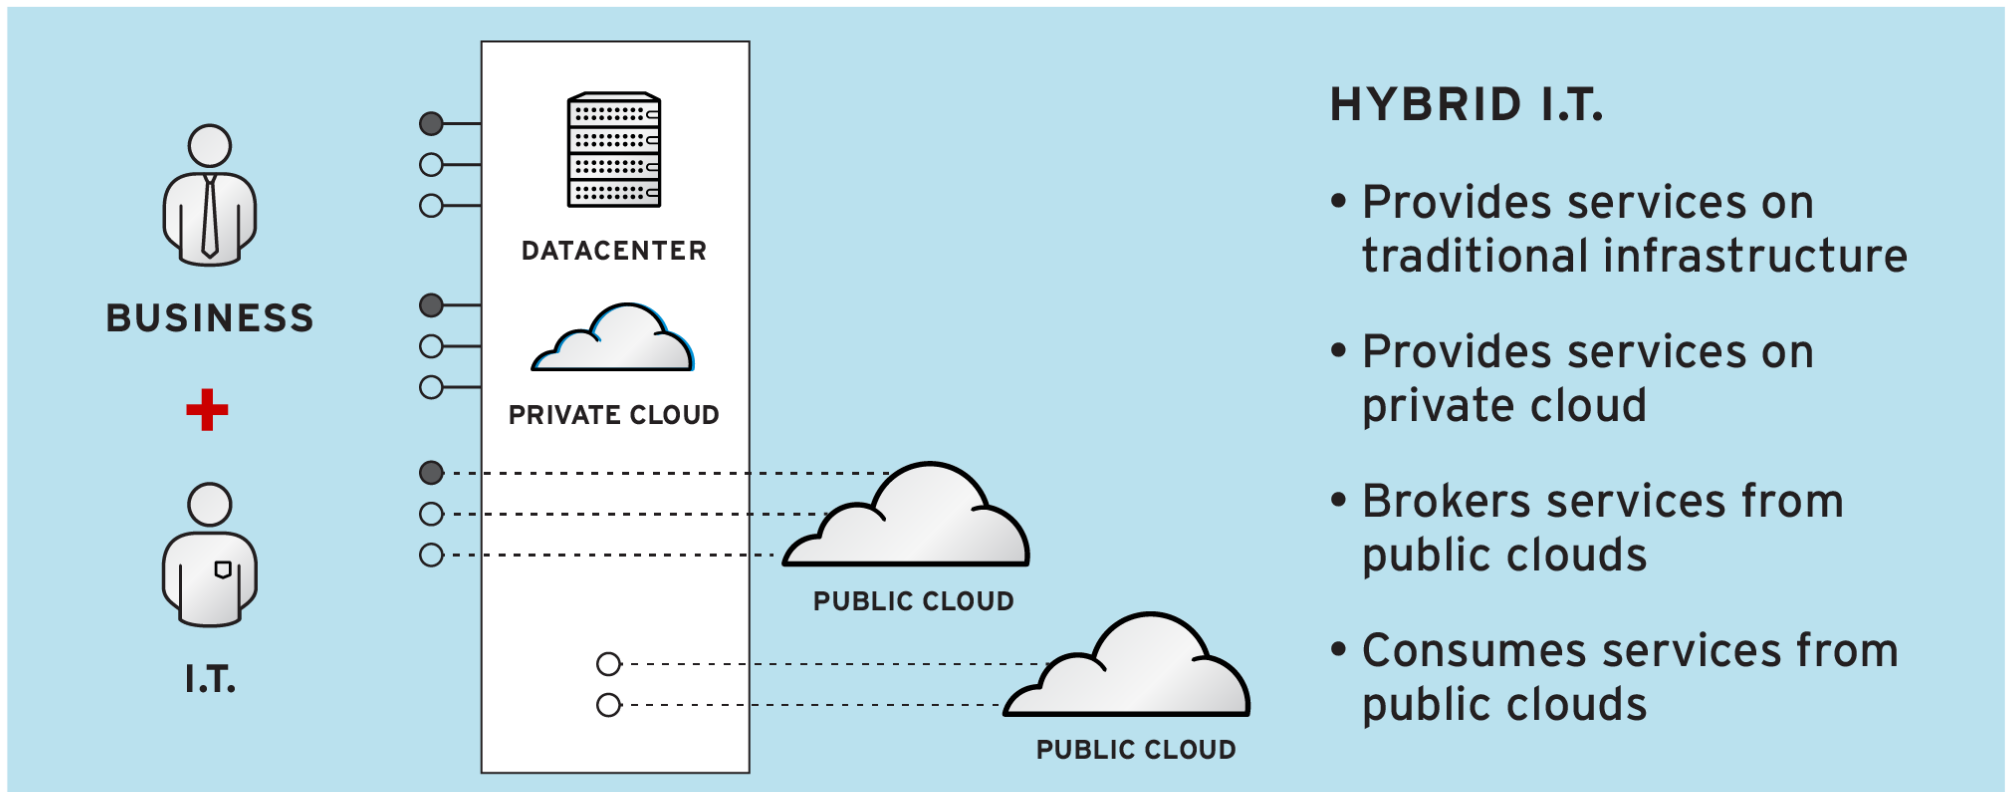 BUSINESS
I.T.
DATACENTER
PRIVATE CLOUD
PUBLIC CLOUD
PUBLIC CLOUD
HYBRID I.T.
• Provides services on
traditional infrastructure
• Provides services on
private cloud
• Brokers services from
public clouds
• Consumes services from
public clouds